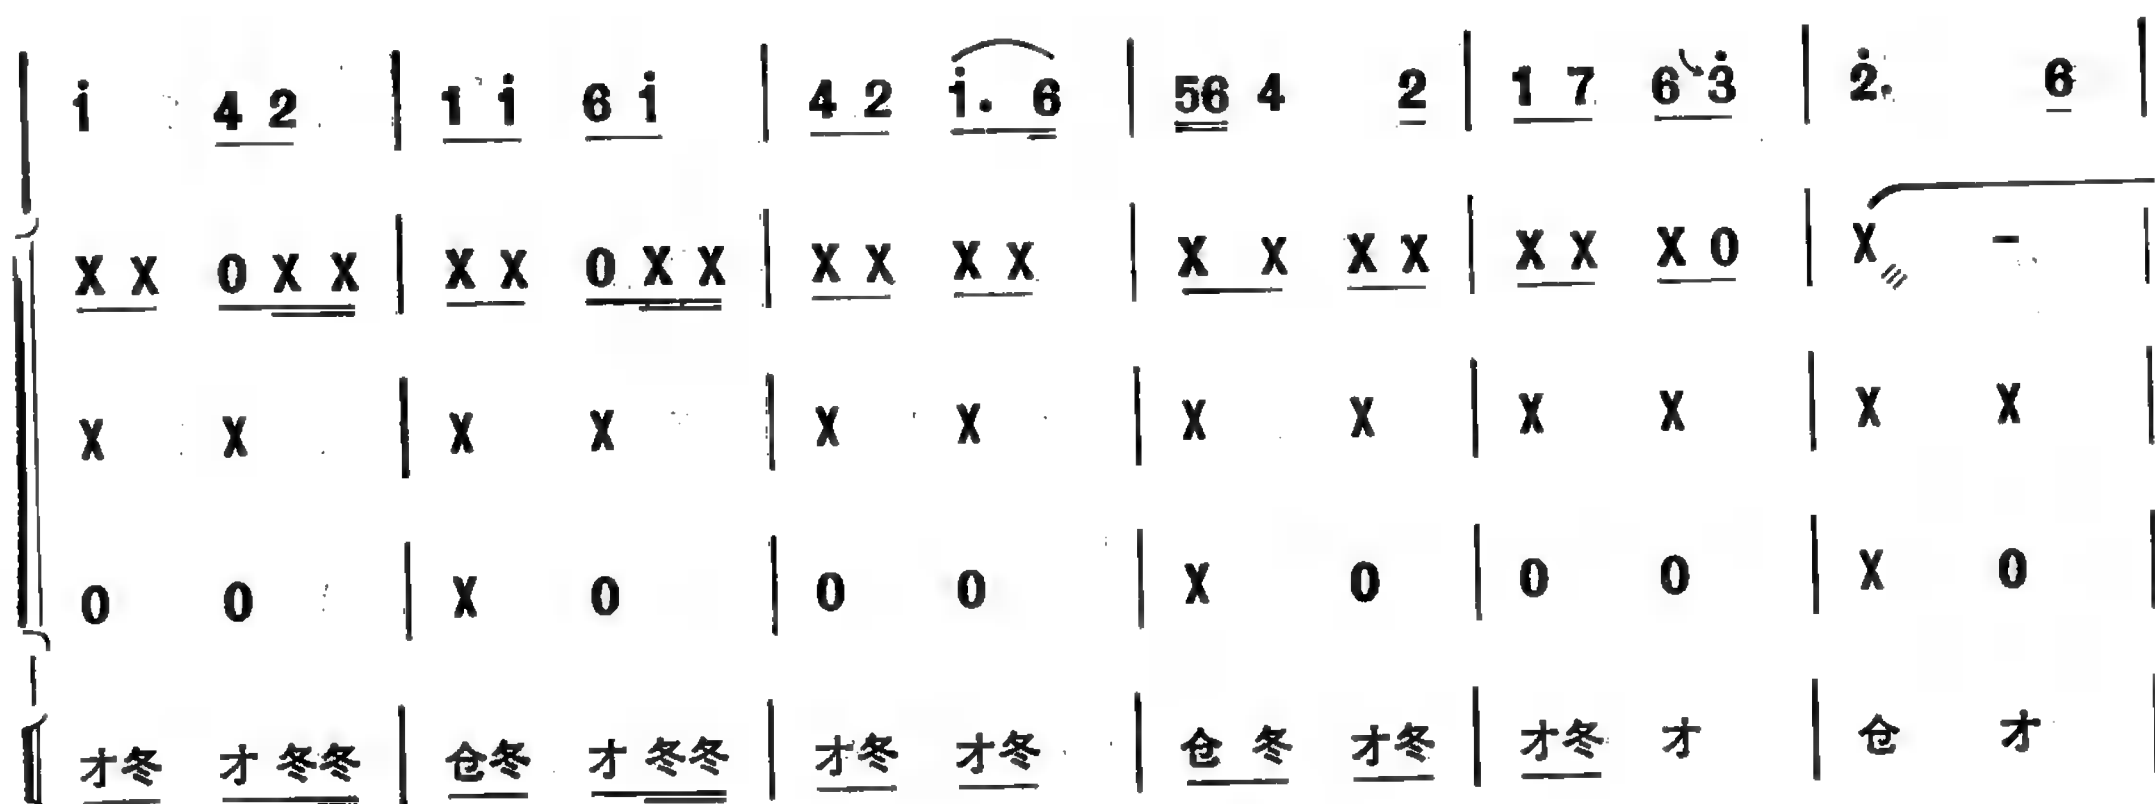 | i̇ 4 2 | 1 i̇ 6 i̇ | 4 2 i̇. 6 | 56 4 2 | 1 7 6 3̇ | 2̇. 6 |
X X 0 X X | X X 0 X X | X X X X | X X X X | X X X 0 | X - |
X X | X X | X X | X X | X X | X X |
0 0 | X 0 | 0 0 | X 0 | 0 0 | X 0 |
才冬 才 冬冬 | 仓冬 才 冬冬 | 才冬 才冬 | 仓 冬 才冬 | 才冬 才 | 仓 才